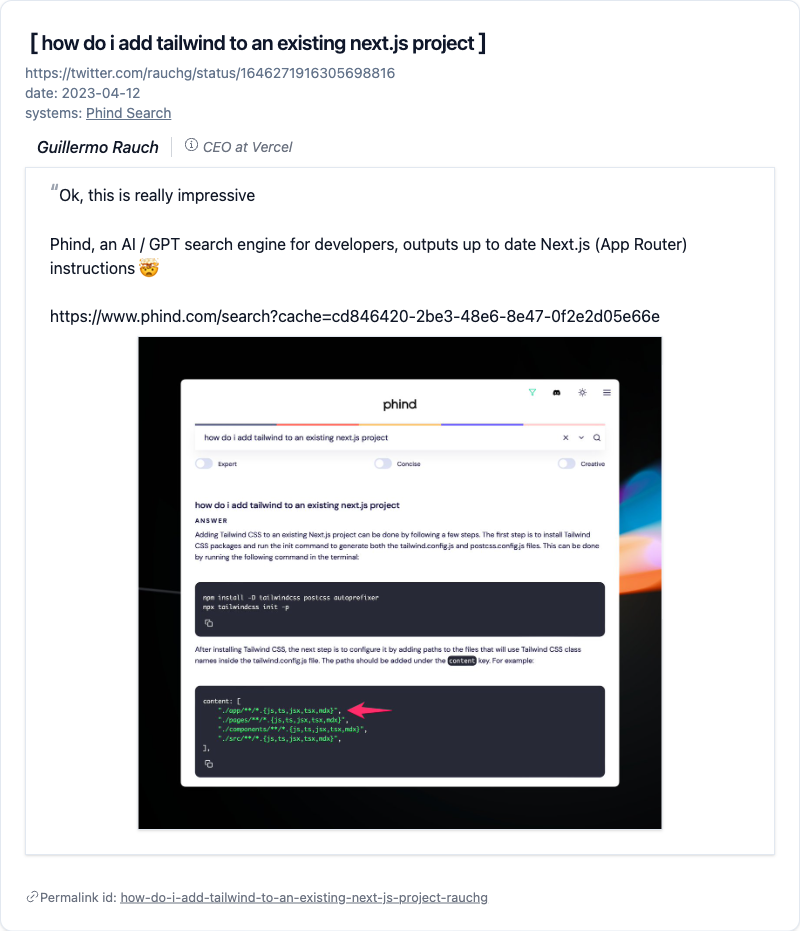 [ how do i add tailwind to an existing next.js project ]
https://twitter.com/rauchg/status/1646271916305698816
date: 2023-04-12
systems: Phind Search
Guillermo Rauch
CEO at Vercel
“Ok, this is really impressive
Phind, an AI / GPT search engine for developers, outputs up to date Next.js (App Router)
instructions 🤯
https://www.phind.com/search?cache=cd846420-2be3-48e6-8e47-0f2e2d05e66e
phind
how do i add tailwind to an existing next.js project
Expert
Concise
Creative
how do i add tailwind to an existing next.js project
ANSWER
Adding Tailwind CSS to an existing Next.js project can be done by following a few steps. The first step is to install Tailwind
CSS packages and run the init command to generate both the tailwind.config.js and postcss.config.js files. This can be done
by running the following command in the terminal:
npm install -D tailwindcss postcss autoprefixer
npx tailwindcss init -p
After installing Tailwind CSS, the next step is to configure it by adding paths to the files that will use Tailwind CSS class
names inside the tailwind.config.js file. The paths should be added under the content key. For example:
content: [
"./app/**/*.{js,ts,jsx,tsx,mdx}",
"./pages/**/*.{js,ts,jsx,tsx,mdx}",
"./components/**/*.{js,ts,jsx,tsx,mdx}",
"./src/**/*.{js,ts,jsx,tsx,mdx}",
],
Permalink id: how-do-i-add-tailwind-to-an-existing-next-js-project-rauchg